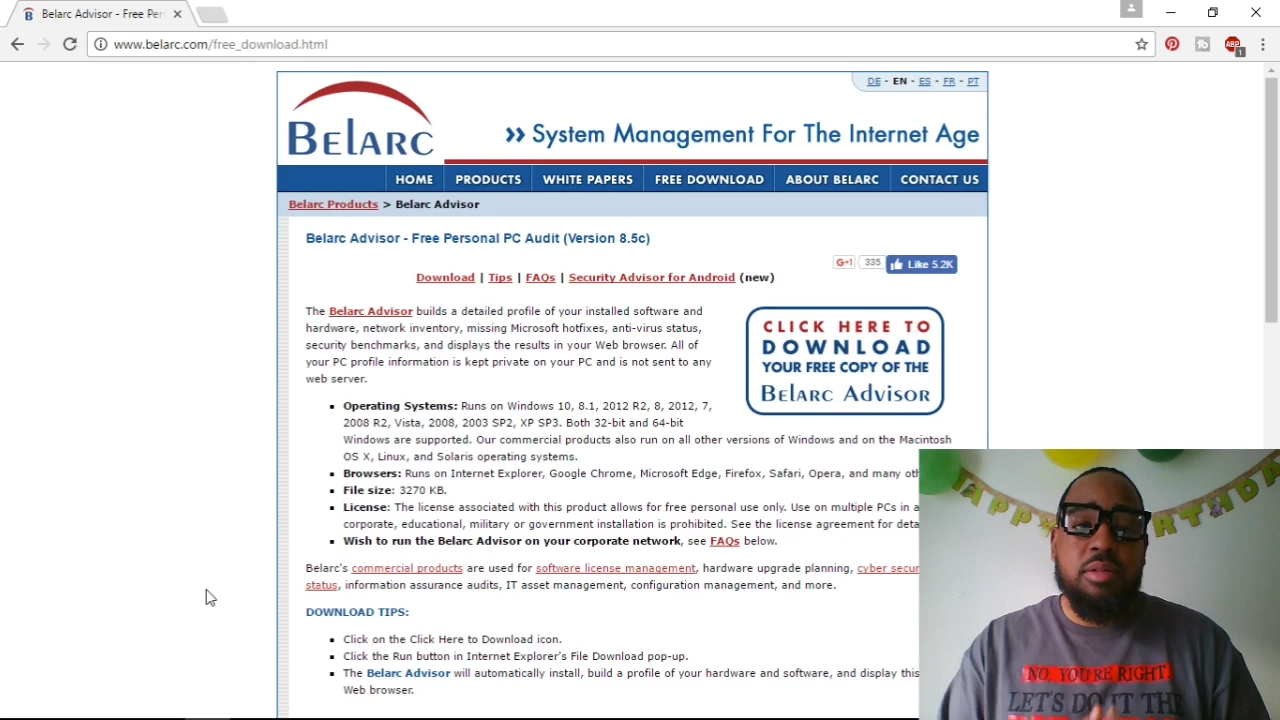 Belarc Advisor - Free Per
www.belarc.com/free_download.html
ABP
1
DE - EN - ES - FR - PT
BELARC
System Management For The Internet Age
HOME
PRODUCTS
WHITE PAPERS
FREE DOWNLOAD
ABOUT BELARC
CONTACT US
Belarc Products > Belarc Advisor
Belarc Advisor - Free Personal PC Audit (Version 8.5c)
G+1 335 Like 5.2K
Download | Tips | FAQs | Security Advisor for Android (new)
The Belarc Advisor builds a detailed profile of your installed software and
hardware, network inventory, missing Microsoft hotfixes, anti-virus status,
security benchmarks, and displays the results in your Web browser. All of
your PC profile information is kept private on your PC and is not sent to any
web server.
CLICK HERE TO
DOWNLOAD
YOUR FREE COPY OF THE
Belarc Advisor
Operating Systems: Runs on Windows 10, 8.1, 2012 R2, 8, 2012, 7,
2008 R2, Vista, 2008, 2003 SP2, XP SP3. Both 32-bit and 64-bit
Windows are supported. Our commercial products also run on all other versions of Windows and on the Macintosh
OS X, Linux, and Solaris operating systems.
Browsers: Runs on Internet Explorer, Google Chrome, Microsoft Edge, Firefox, Safari, Opera, and many oth
File size: 3270 KB.
License: The license associated with this product allows for free personal use only. Use on multiple PCs in a
corporate, educational, military or government installation is prohibited. See the license agreement for deta
Wish to run the Belarc Advisor on your corporate network, see FAQs below.
Belarc's commercial products are used for software license management, hardware upgrade planning, cyber secur
status, information assurance audits, IT asset management, configuration management, and more.
DOWNLOAD TIPS:
Click on the Click Here to Download icon.
Click the Run button in Internet Explorer's File Download pop-up.
The Belarc Advisor will automatically install, build a profile of your hardware and software, and display this
Web browser.
NO, YOU'RE RIGHT
LET'S DO IT THE